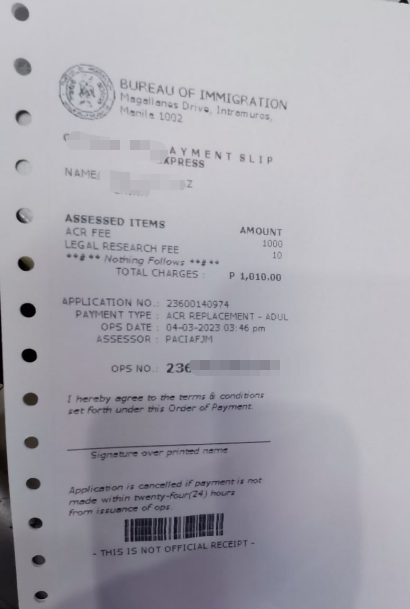 BUREAU OF IMMIGRATION
Magallanes Drive, Intramuros,
Manila 1002
AYMENT SLIP
XPRESS
NAME
ASSESSED ITEMS AMOUNT
ACR FEE 1000
LEGAL RESEARCH FEE 10
**#** Nothing Follows **#**
TOTAL CHARGES : P 1,010.00
APPLICATION NO.: 23600140974
PAYMENT TYPE : ACR REPLACEMENT - ADUL
OPS DATE : 04-03-2023 03:46 pm
ASSESSOR : PACIAFJM
OPS NO.: 236
I hereby agree to the terms & conditions
set forth under this Order of Payment.
Signature over printed name
Application is cancelled if payment is not
made within twenty-four(24) hours
from issuance of ops.
- THIS IS NOT OFFICIAL RECEIPT -